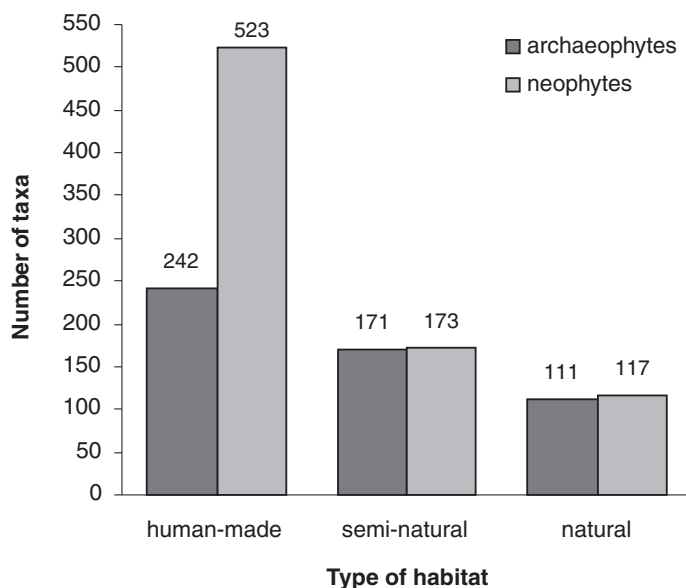 Number of taxa
550
500
450
400
350
300
250
200
150
100
50
0
242
523
171
173
111
117
archaeophytes
neophytes
human-made
semi-natural
natural
Type of habitat